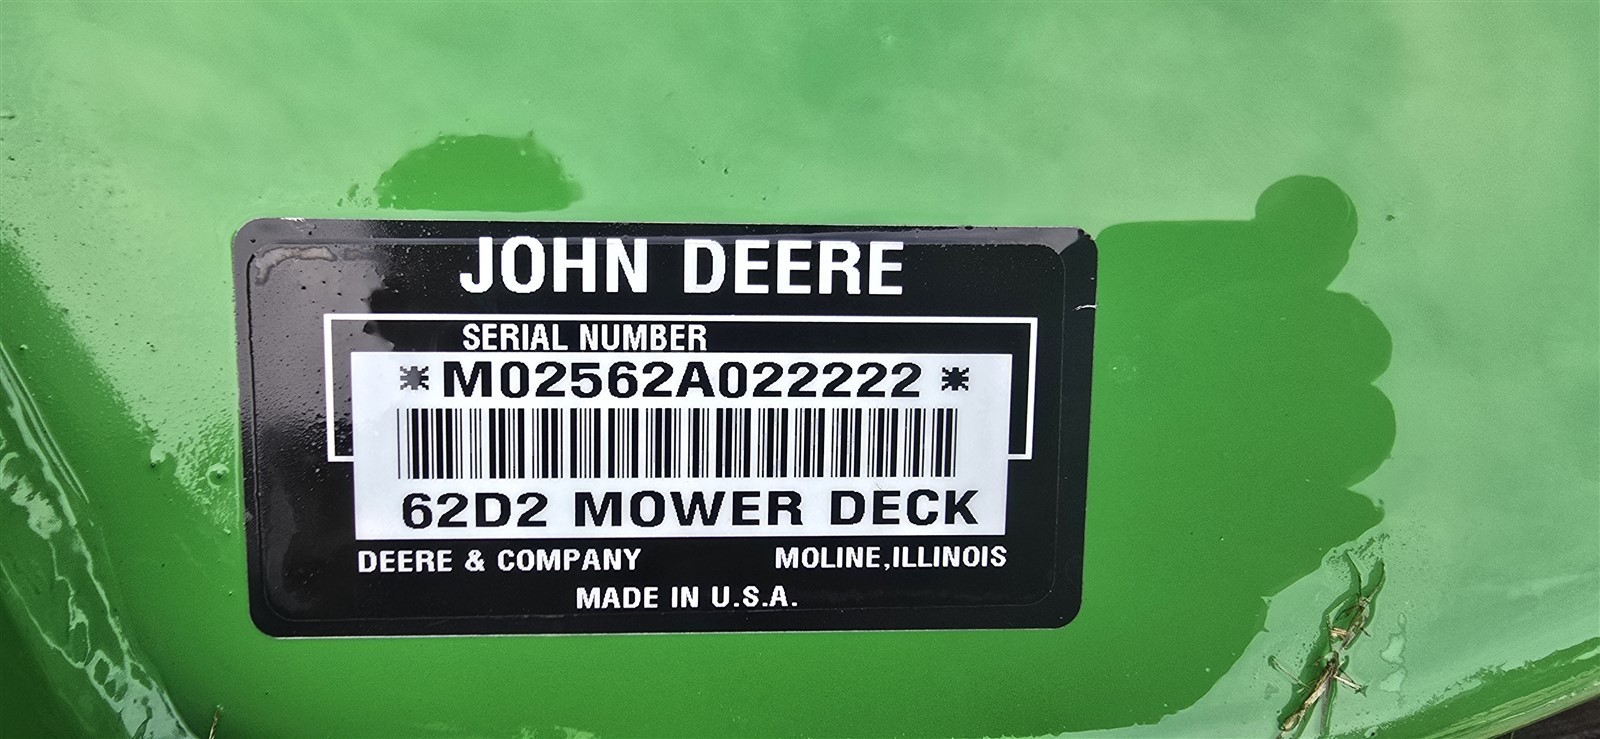 JOHN DEERE
SERIAL NUMBER
*M02562A022222*
62D2 MOWER DECK
DEERE & COMPANY MOLINE,ILLINOIS
MADE IN U.S.A.